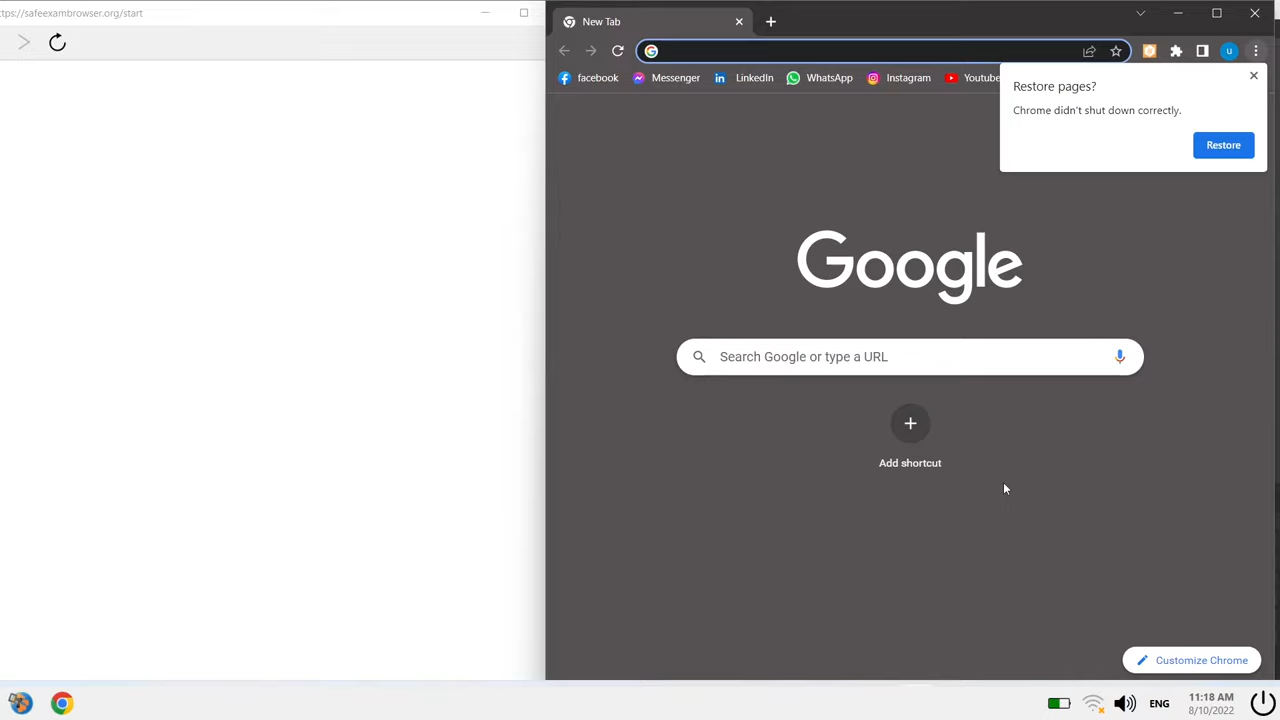 ttps://safeexambrowser.org/start
New Tab
facebook
Messenger
LinkedIn
WhatsApp
Instagram
Youtube
Restore pages?
Chrome didn't shut down correctly.
Restore
Google
Search Google or type a URL
Add shortcut
Customize Chrome
ENG
11:18 AM
8/10/2022
U